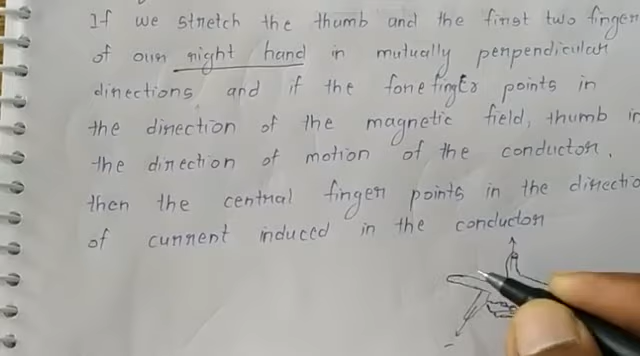 If we stretch the thumb and the first two finger
of our right hand in mutually perpendicular
directions and if the forefinger points in
the direction of the magnetic field, thumb in
the direction of motion of the conductor,
then the central finger points in the directio
of current induced in the conductor